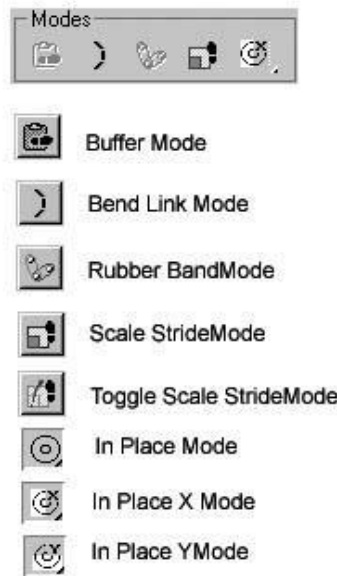 Modes
Buffer Mode
Bend Link Mode
Rubber BandMode
Scale StrideMode
Toggle Scale StrideMode
In Place Mode
In Place X Mode
In Place YMode